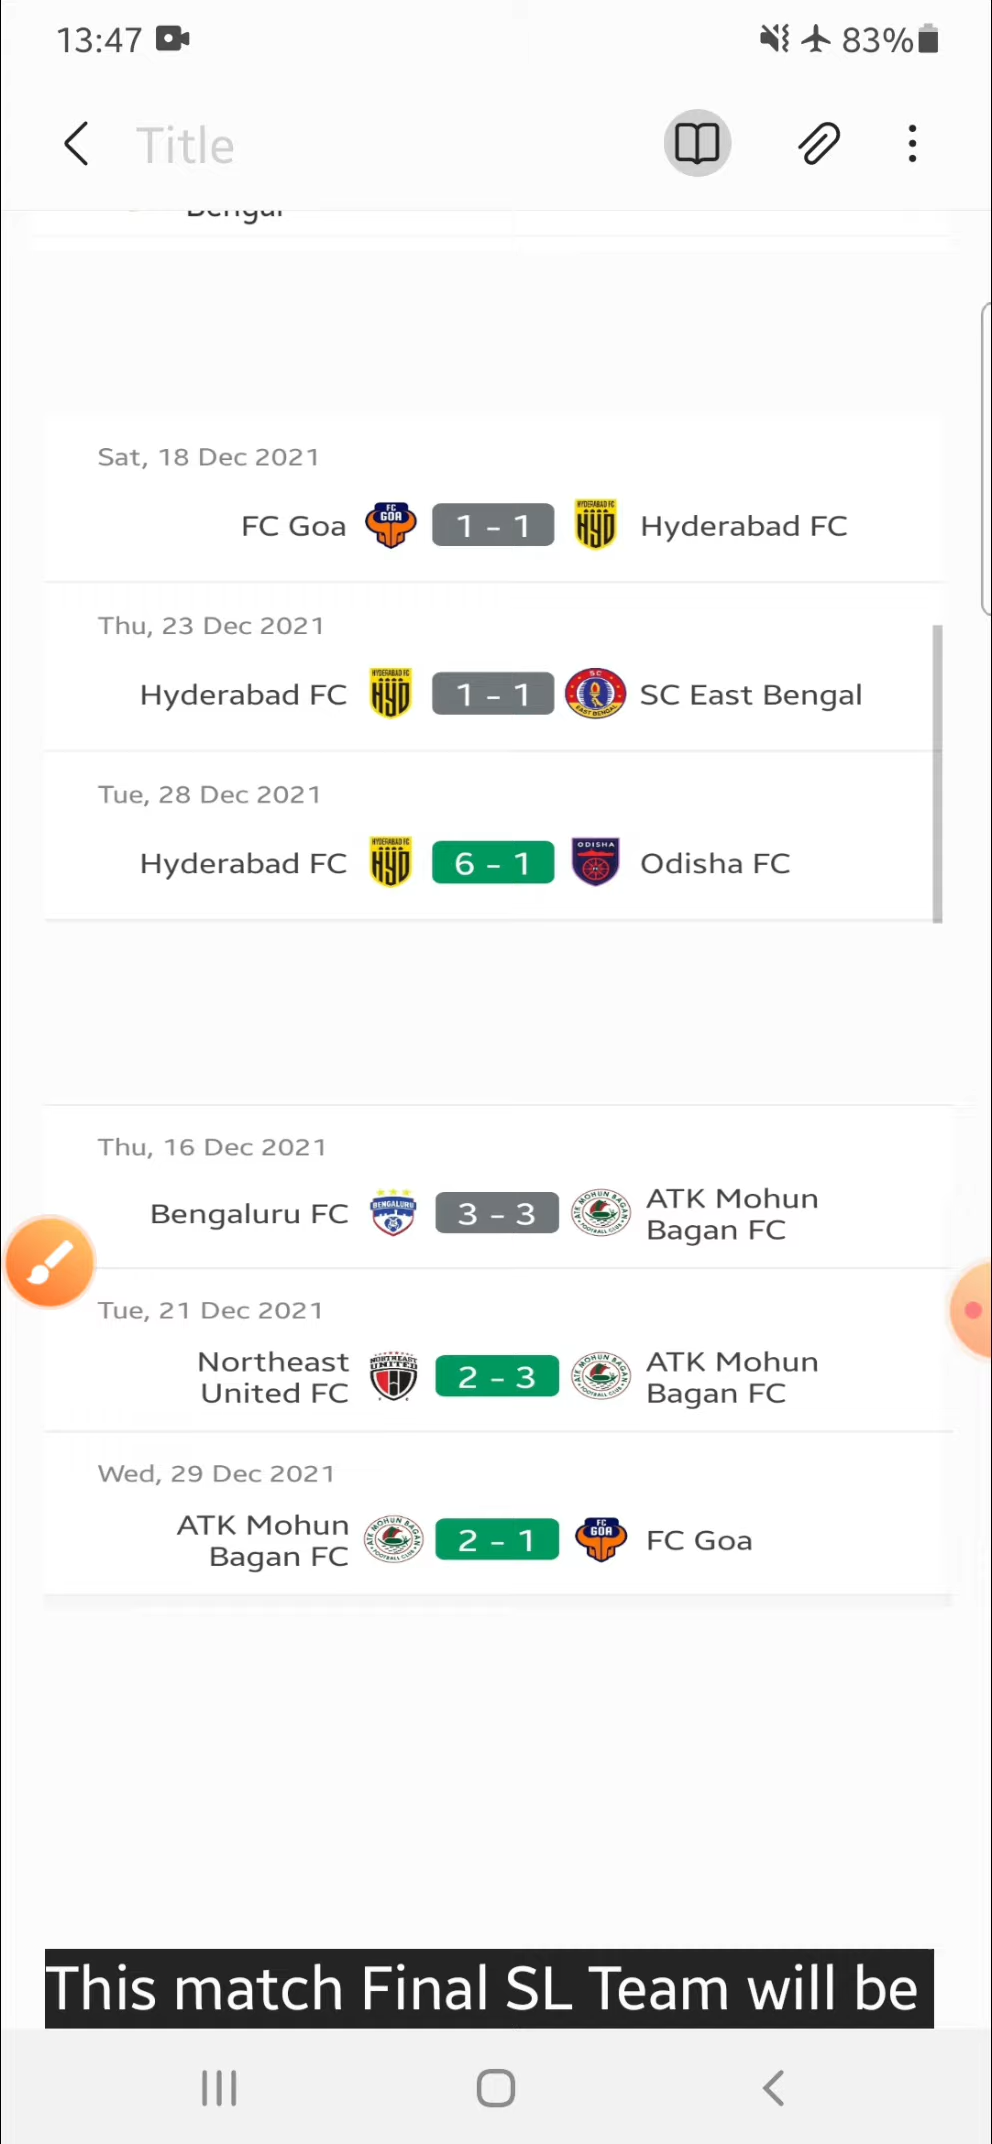 13:47
83%
Title
Bengal
Sat, 18 Dec 2021
FC Goa 1 - 1 Hyderabad FC
Thu, 23 Dec 2021
Hyderabad FC 1 - 1 SC East Bengal
Tue, 28 Dec 2021
Hyderabad FC 6 - 1 Odisha FC
Thu, 16 Dec 2021
Bengaluru FC 3 - 3 ATK Mohun
Bagan FC
Tue, 21 Dec 2021
Northeast 2 - 3 ATK Mohun
United FC Bagan FC
Wed, 29 Dec 2021
ATK Mohun 2 - 1 FC Goa
Bagan FC
This match Final SL Team will be